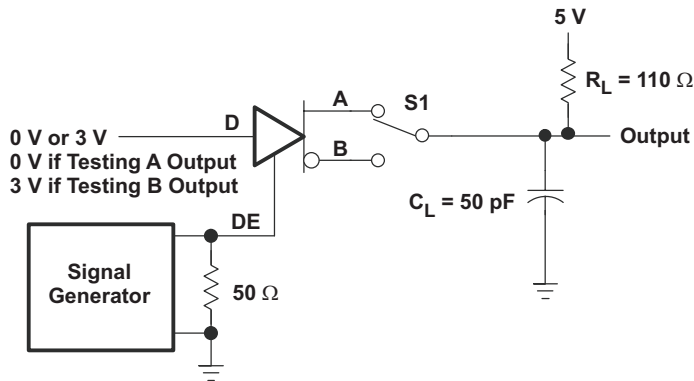 5 V
R_L = 110 Ω
A
S1
D
0 V or 3 V
0 V if Testing A Output
3 V if Testing B Output
B
Output
C_L = 50 pF
DE
Signal
Generator
50 Ω